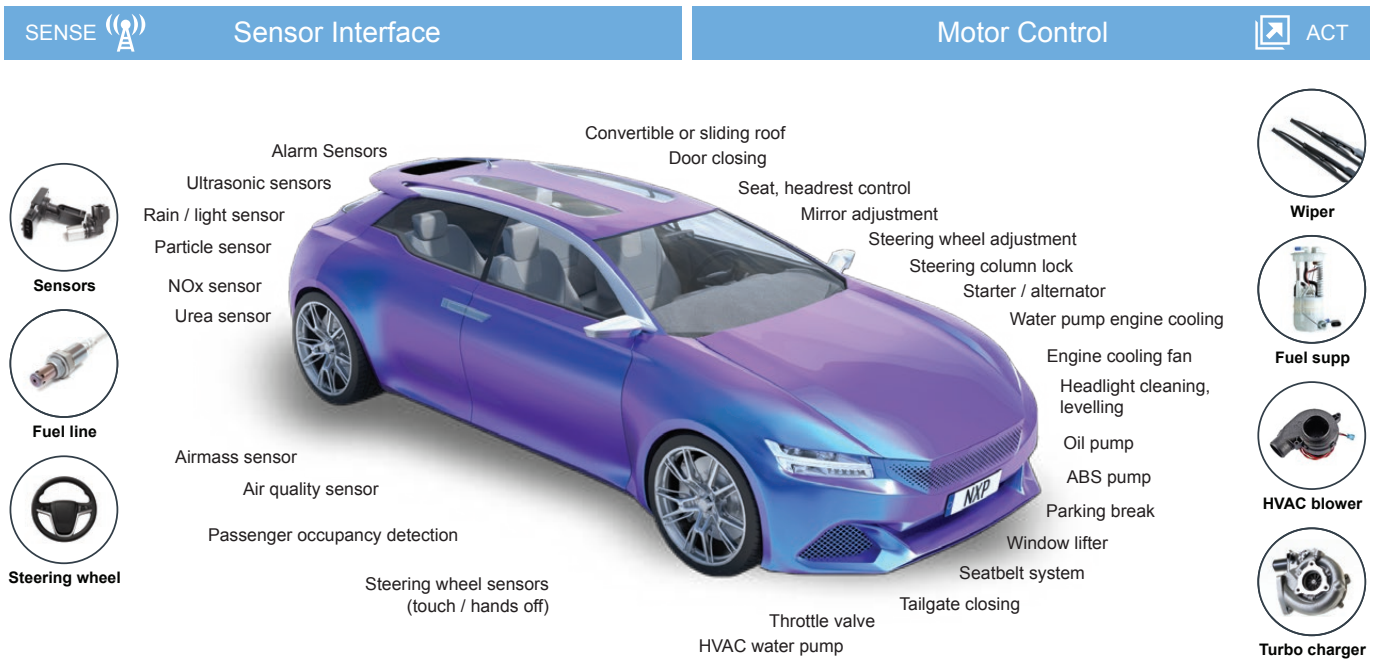 SENSE
Sensor Interface
Motor Control
ACT
Alarm Sensors
Ultrasonic sensors
Rain / light sensor
Particle sensor
NOx sensor
Urea sensor
Airmass sensor
Air quality sensor
Passenger occupancy detection
Steering wheel sensors
(touch / hands off)
Sensors
Fuel line
Steering wheel
Convertible or sliding roof
Door closing
Seat, headrest control
Mirror adjustment
Steering wheel adjustment
Steering column lock
Starter / alternator
Water pump engine cooling
Engine cooling fan
Headlight cleaning,
levelling
Oil pump
ABS pump
Parking break
Window lifter
Seatbelt system
Tailgate closing
Throttle valve
HVAC water pump
NXP
Wiper
Fuel supp
HVAC blower
Turbo charger